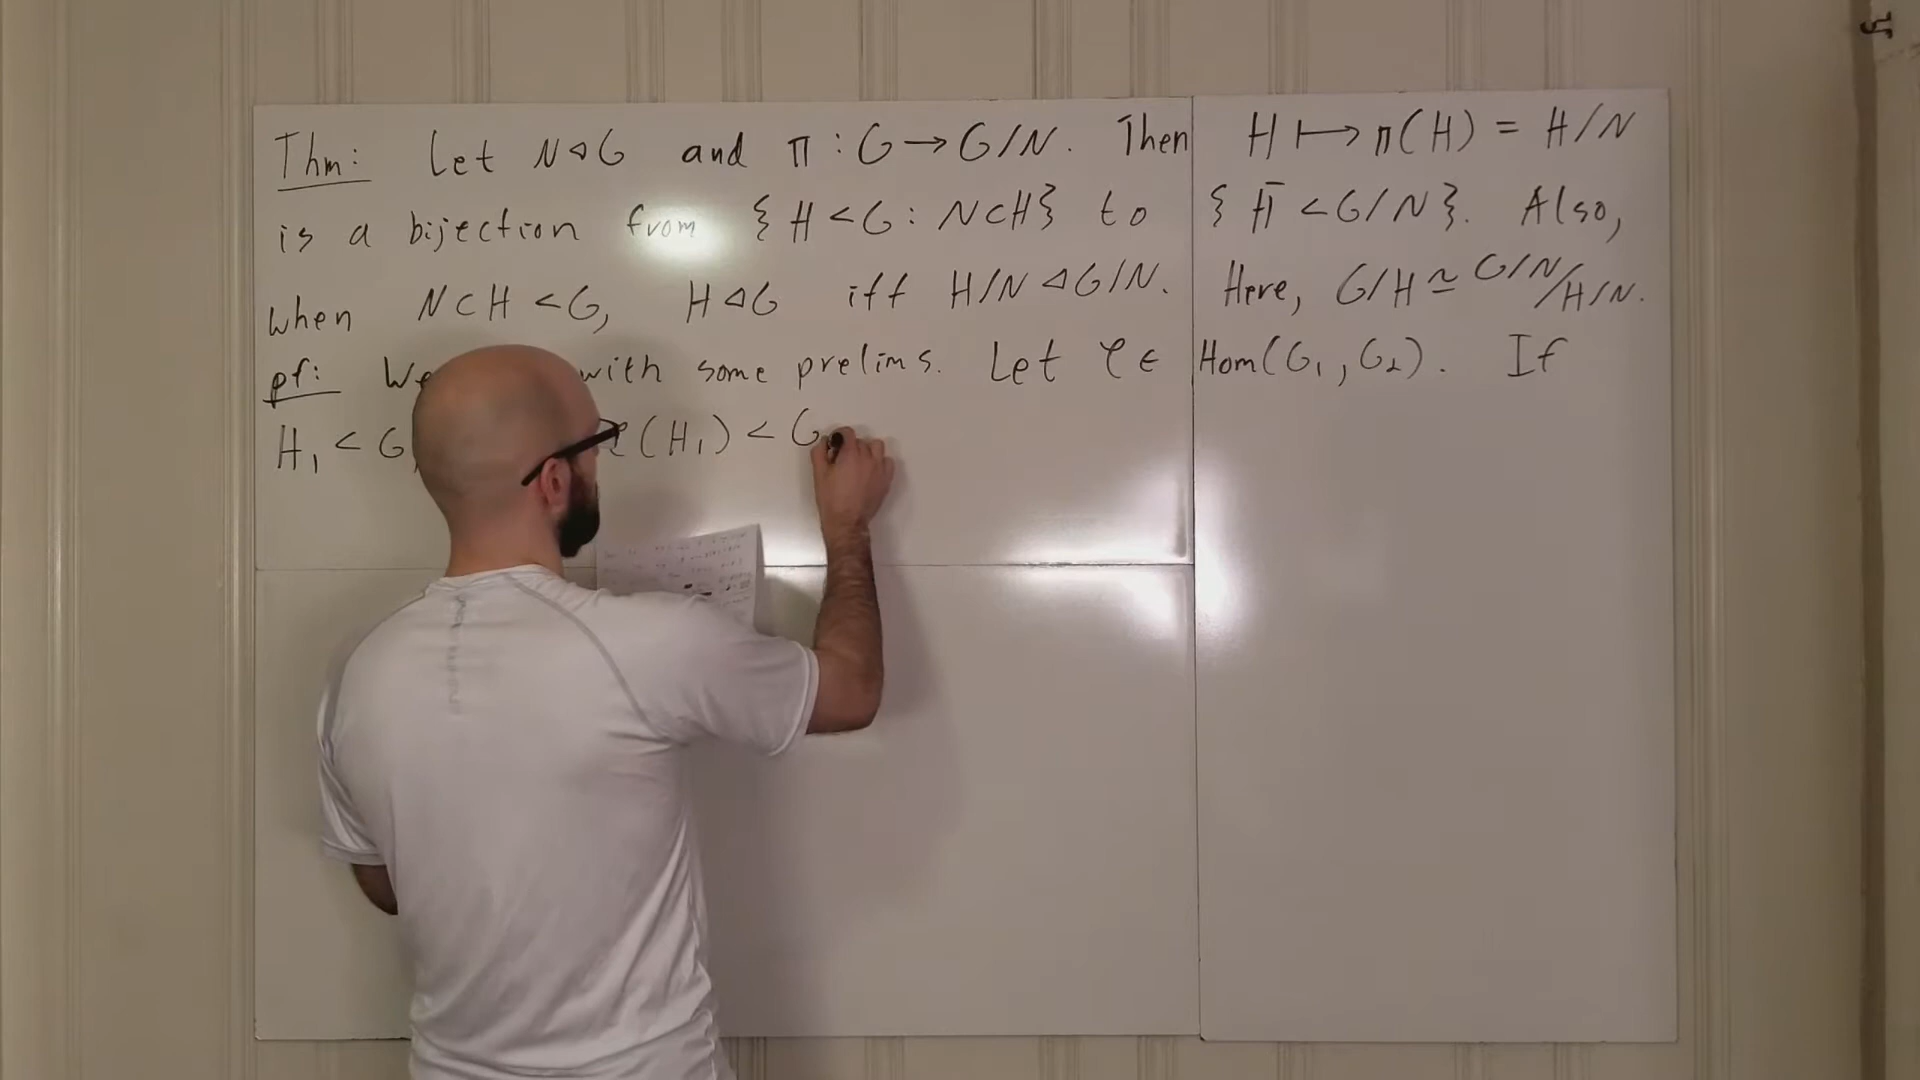 Thm: Let N⊲G and π : G → G/N. Then H ↦ π(H) = H/N
is a bijection from {H < G : N⊂H} to {H̄ < G/N}. Also,
when N⊂H < G, H⊲G iff H/N ⊲ G/N. Here, G/H ≃ G/N/H/N.
pf: We with some prelims. Let φ ∈ Hom(G₁, G₂). If
H₁ < G φ(H₁) < G